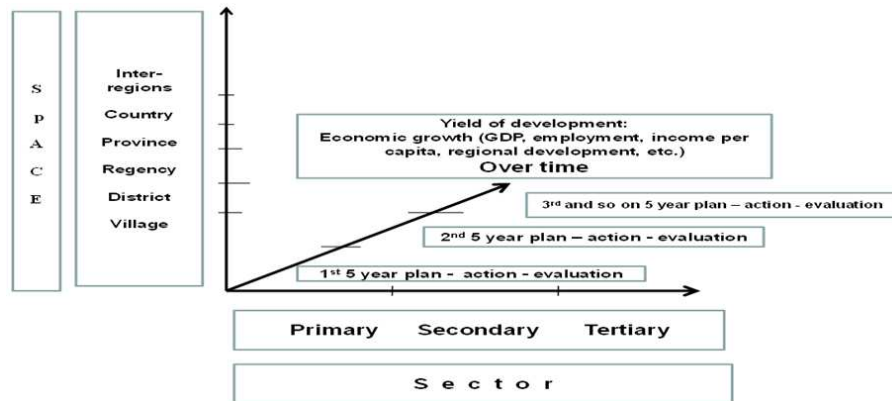 S
P
A
C
E
Inter-
regions
Country
Province
Regency
District
Village
Yield of development:
Economic growth (GDP, employment, income per
capita, regional development, etc.)
Over time
3rd and so on 5 year plan – action - evaluation
2nd 5 year plan – action - evaluation
1st 5 year plan - action - evaluation
Primary Secondary Tertiary
S e c t o r